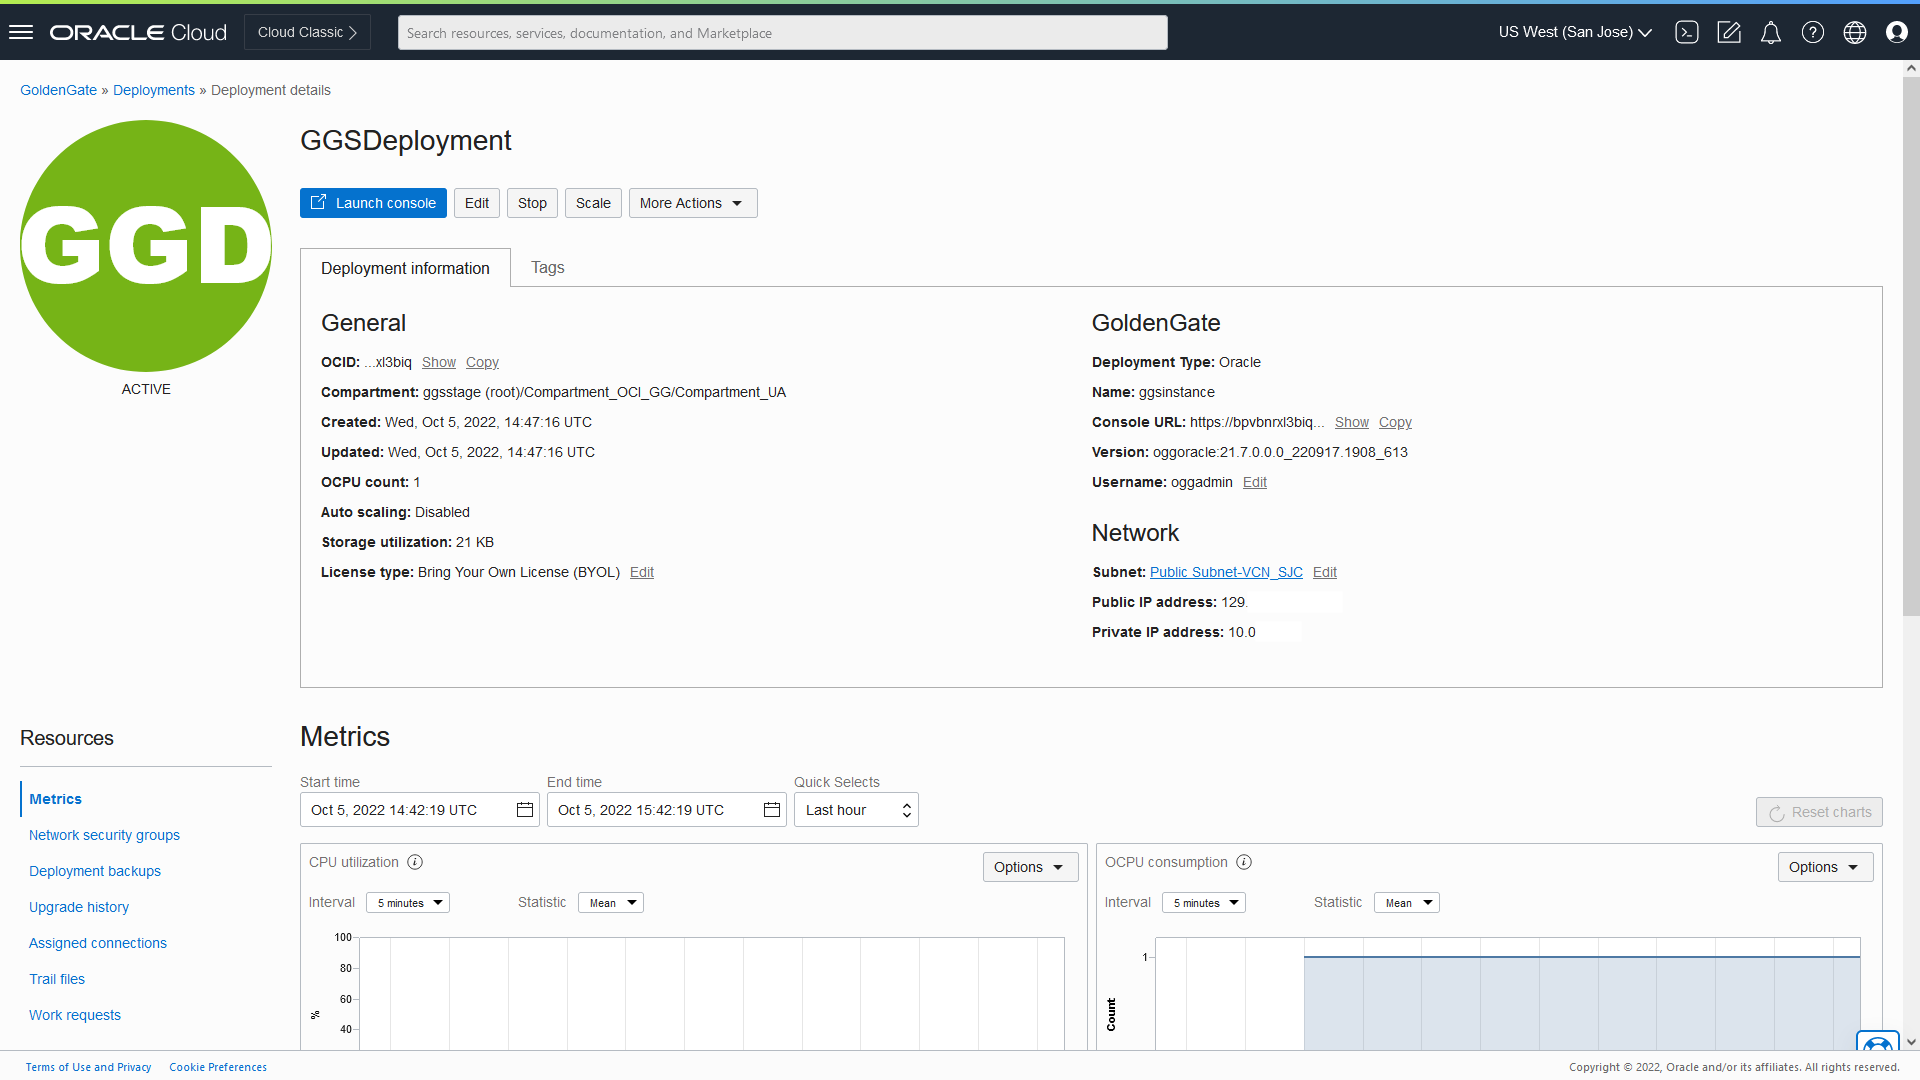 ORACLE Cloud
Cloud Classic
Search resources, services, documentation, and Marketplace
US West (San Jose)
GoldenGate » Deployments » Deployment details
GGD
ACTIVE
GGSDeployment
Launch console
Edit
Stop
Scale
More Actions
Deployment information
Tags
General
OCID: ...xl3biq Show Copy
Compartment: ggsstage (root)/Compartment_OCI_GG/Compartment_UA
Created: Wed, Oct 5, 2022, 14:47:16 UTC
Updated: Wed, Oct 5, 2022, 14:47:16 UTC
OCPU count: 1
Auto scaling: Disabled
Storage utilization: 21 KB
License type: Bring Your Own License (BYOL) Edit
GoldenGate
Deployment Type: Oracle
Name: ggsinstance
Console URL: https://bpvbnrxl3biq... Show Copy
Version: oggoracle:21.7.0.0.0_220917.1908_613
Username: oggadmin Edit
Network
Subnet: Public Subnet-VCN_SJC Edit
Public IP address: 129.
Private IP address: 10.0
Resources
Metrics
Network security groups
Deployment backups
Upgrade history
Assigned connections
Trail files
Work requests
Metrics
Start time
Oct 5, 2022 14:42:19 UTC
End time
Oct 5, 2022 15:42:19 UTC
Quick Selects
Last hour
Reset charts
CPU utilization
Options
Interval 5 minutes
Statistic Mean
100
80
60
40
%
OCPU consumption
Options
Interval 5 minutes
Statistic Mean
1
Count
Terms of Use and Privacy
Cookie Preferences
Copyright © 2022, Oracle and/or its affiliates. All rights reserved.